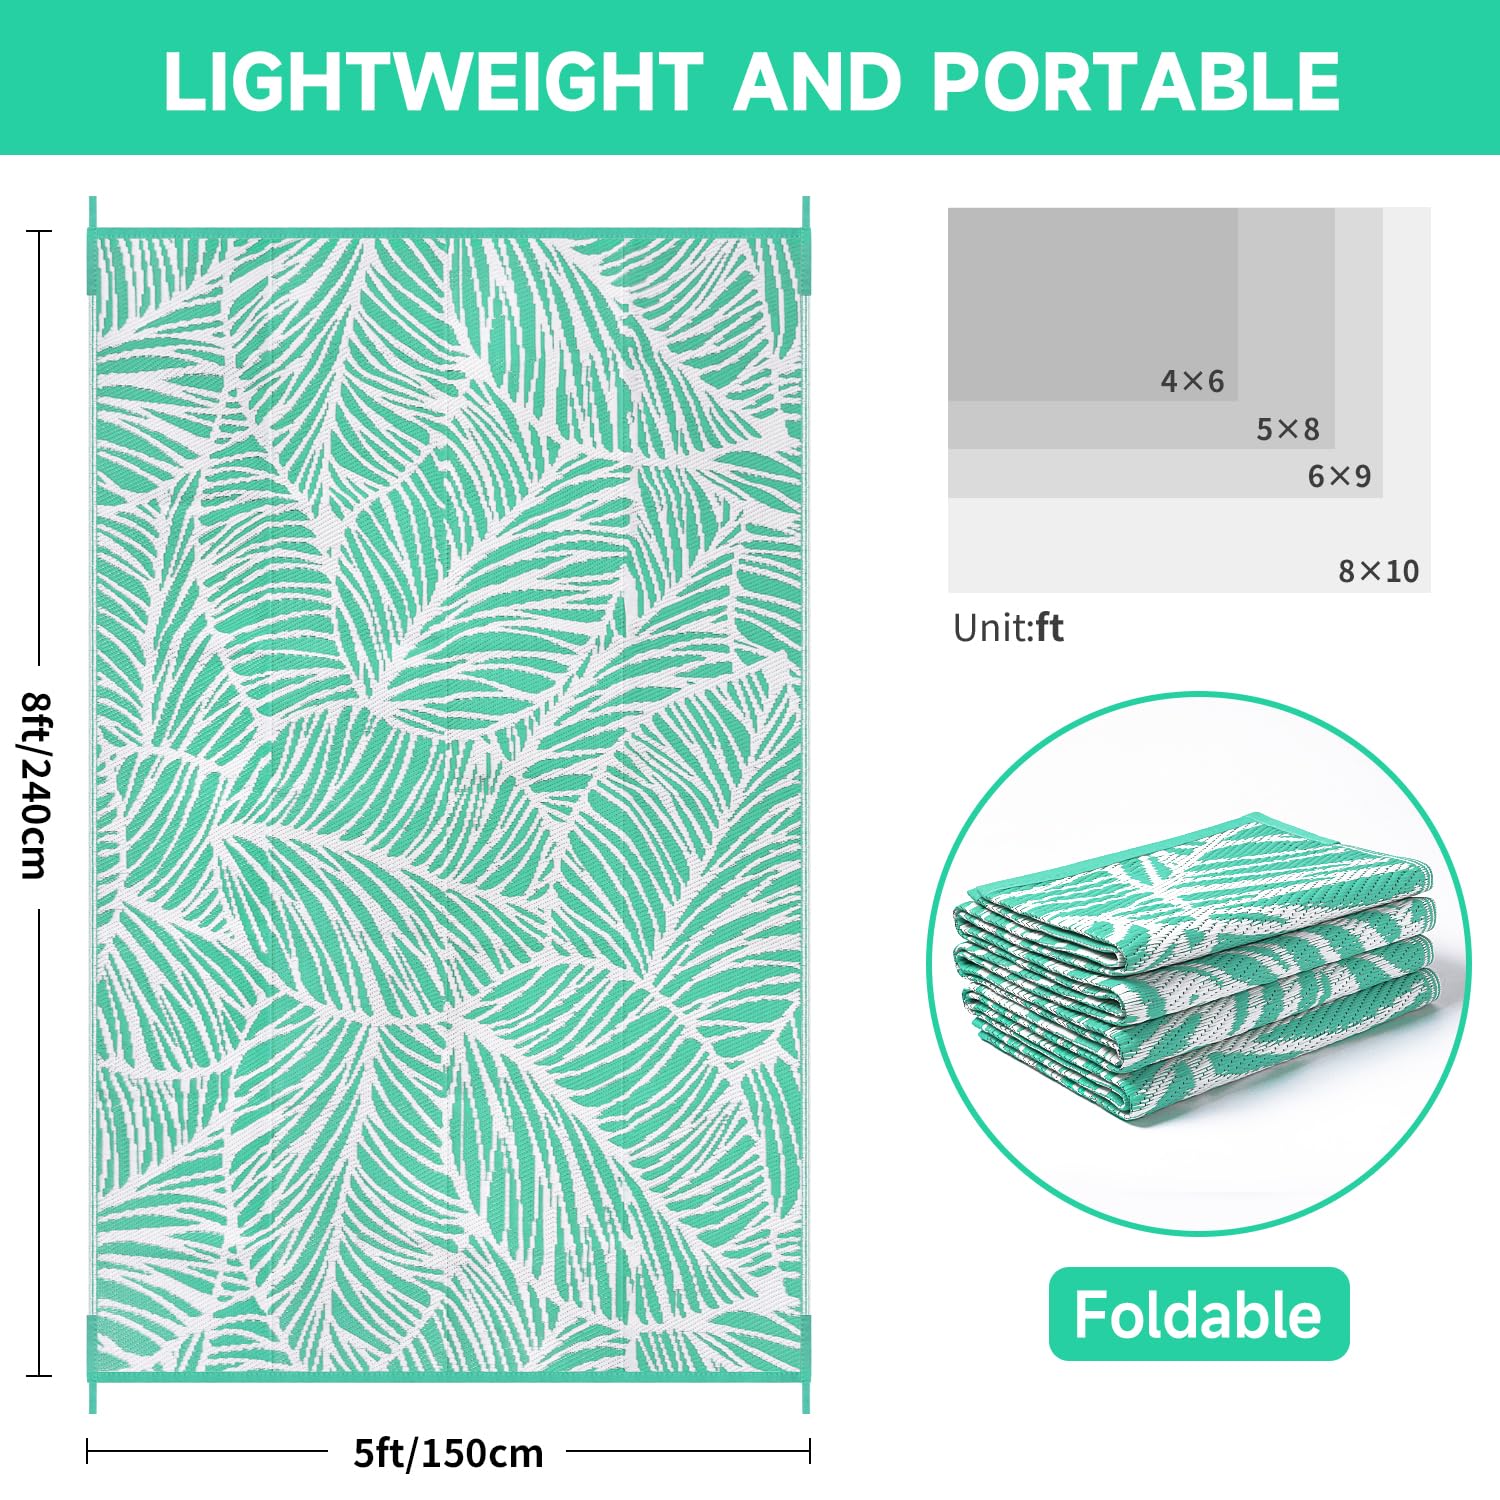 LIGHTWEIGHT AND PORTABLE
4×6
5×8
6×9
8×10
Unit:ft
8ft/240cm
Foldable
5ft/150cm